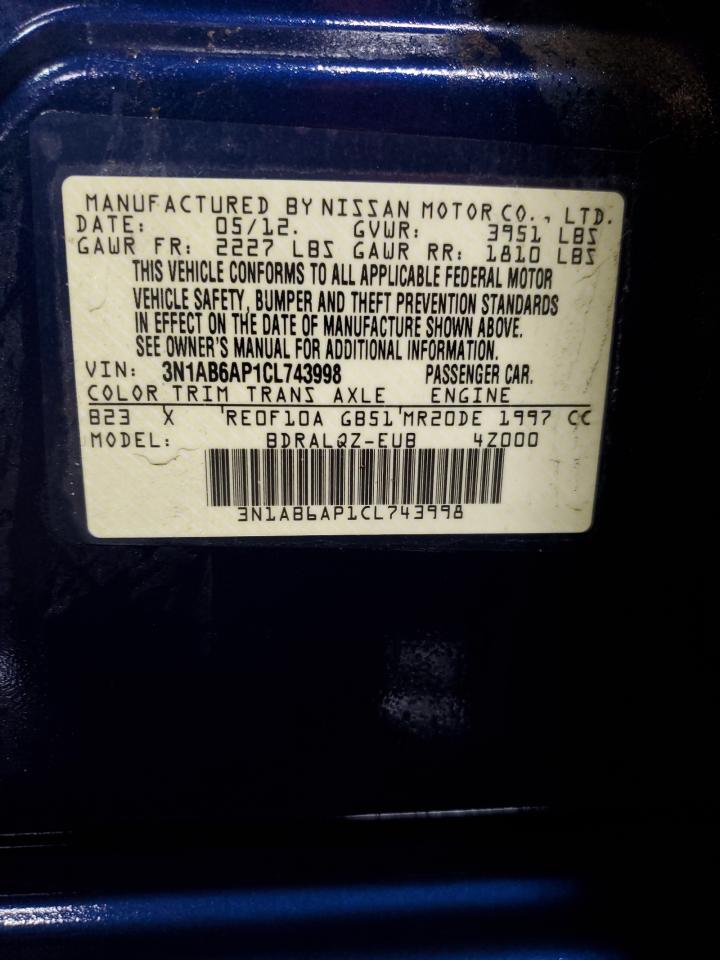 MANUFACTURED BY NISSAN MOTOR CO., LTD.
DATE: 05/12. GVWR: 3951 LBS
GAWR FR: 2227 LBS GAWR RR: 1810 LBS
THIS VEHICLE CONFORMS TO ALL APPLICABLE FEDERAL MOTOR
VEHICLE SAFETY, BUMPER AND THEFT PREVENTION STANDARDS
IN EFFECT ON THE DATE OF MANUFACTURE SHOWN ABOVE.
SEE OWNER'S MANUAL FOR ADDITIONAL INFORMATION.
VIN: 3N1AB6AP1CL743998 PASSENGER CAR.
COLOR TRIM TRANS AXLE ENGINE
B23 X RE0F10A GB51 MR20DE 1997 CC
MODEL: BDRALQZ-EUB 4Z000
3N1AB6AP1CL743998